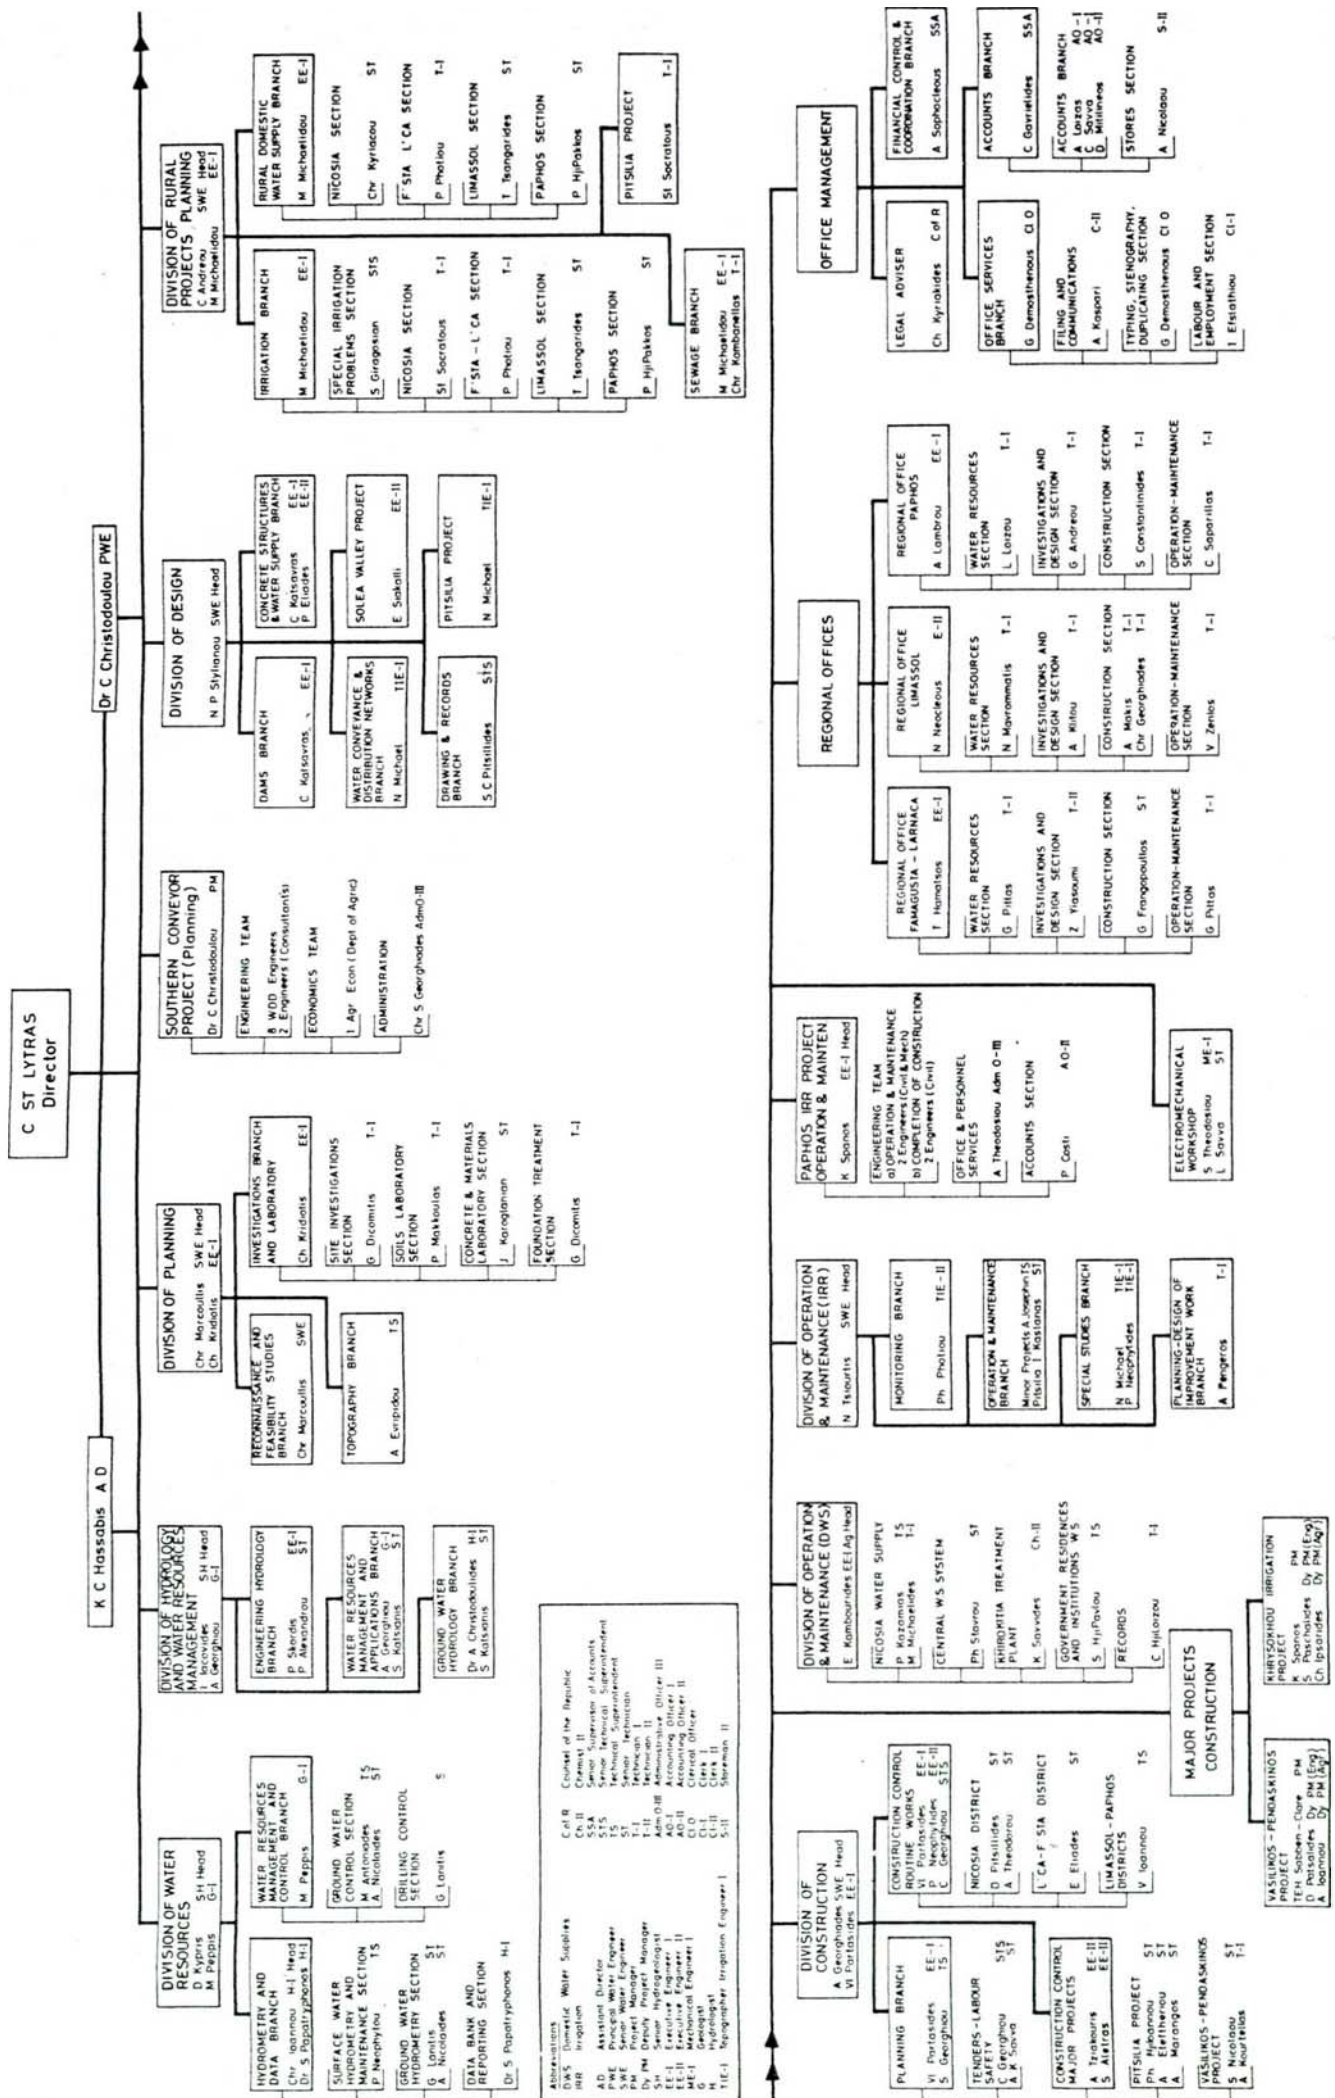 C ST LYTRAS
Director
K C Hassabis A D
Dr C Christodoulou PWE
DIVISION OF WATER
RESOURCES
D Kypris SH Head
M Peppis G-I
HYDROMETRY AND
DATA BRANCH
Chr Ioannou H-I Head
Dr S Papatryphonos H-I
SURFACE WATER
HYDROMETRY AND
MAINTENANCE SECTION
P Neophytou TS
GROUND WATER
HYDROMETRY SECTION
G Lanitis ST
A Nicolaides ST
DATA BANK AND
REPORTING SECTION
Dr S Papatryphonos H-I
WATER RESOURCES
MANAGEMENT AND
CONTROL BRANCH
M Peppis G-I
GROUND WATER
CONTROL SECTION
M Antoniades TS
A Nicolaides ST
DRILLING CONTROL
SECTION
G Lanitis S
DIVISION OF HYDROLOGY
AND WATER RESOURCES
MANAGEMENT
I Iacovides SH Head
A Georghiou G-I
ENGINEERING HYDROLOGY
BRANCH
P Skordis EE-I
P Alexandrou ST
WATER RESOURCES
MANAGEMENT AND
APPLICATIONS BRANCH
A Georghiou G-I
S Katsianis ST
GROUND WATER
HYDROLOGY BRANCH
Dr A Christodoulides H-I
S Katsianis ST
DIVISION OF PLANNING
Chr Marcoullis SWE Head
Ch Kridiotis EE-I
RECONNAISSANCE AND
FEASIBILITY STUDIES
BRANCH
Chr Marcoullis SWE
TOPOGRAPHY BRANCH
A Evripidou TS
INVESTIGATIONS BRANCH
AND LABORATORY
Ch Kridiotis EE-I
SITE INVESTIGATIONS
SECTION
G Dicomitis T-I
SOILS LABORATORY
SECTION
P Makkoulas T-I
CONCRETE & MATERIALS
LABORATORY SECTION
J Karaglanian ST
FOUNDATION TREATMENT
SECTION
G Dicomitis T-I
SOUTHERN CONVEYOR
PROJECT (Planning)
Dr C Christodoulou PM
ENGINEERING TEAM
8 WDD Engineers
2 Engineers (Consultants)
ECONOMICS TEAM
1 Agr Econ (Dept of Agric)
ADMINISTRATION
Chr S Georghiades AdmO-III
DIVISION OF DESIGN
N P Stylianou SWE Head
DAMS BRANCH
C Katsavras EE-I
WATER CONVEYANCE &
DISTRIBUTION NETWORKS
BRANCH
N Michael TIE-I
DRAWING & RECORDS
BRANCH
S C Pitsillides STS
CONCRETE STRUCTURES
& WATER SUPPLY BRANCH
C Katsavras EE-I
P Eliades EE-II
SOLEA VALLEY PROJECT
E Siakalli EE-II
PITSILIA PROJECT
N Michael TIE-I
DIVISION OF RURAL
PROJECTS PLANNING
C Andreou SWE Head
M Michaelidou EE-I
IRRIGATION BRANCH
M Michaelidou EE-I
SPECIAL IRRIGATION
PROBLEMS SECTION
S Giragosian STS
NICOSIA SECTION
St Socratous T-I
F'STA-L'CA SECTION
P Photiou T-I
LIMASSOL SECTION
T Tsangarides ST
PAPHOS SECTION
P HjiPakkos ST
SEWAGE BRANCH
M Michaelidou EE-I
Chr Kambanellas T-I
RURAL DOMESTIC
WATER SUPPLY BRANCH
M Michaelidou EE-I
NICOSIA SECTION
Chr Kyriacou ST
F'STA L'CA SECTION
P Photiou T-I
LIMASSOL SECTION
T Tsangarides ST
PAPHOS SECTION
P HjiPakkos ST
PITSILIA PROJECT
St Socratous T-I
Abbreviations
DWS Domestic Water Supplies
IRR Irrigation
AD Assistant Director
PWE Principal Water Engineer
SWE Senior Water Engineer
PM Project Manager
Dy PM Deputy Project Manager
SH Senior Hydrogeologist
EE-I Executive Engineer I
EE-II Executive Engineer II
ME-I Mechanical Engineer I
G Geologist
H Hydrologist
TIE-I Topographer Irrigation Engineer I
C of R Counsel of the Republic
Ch II Chemist II
SSA Senior Supervisor of Accounts
STS Senior Technical Superintendent
TS Technical Superintendent
ST Senior Technician
T-I Technician I
T-II Technician II
Adm O-III Administrative Officer III
AO-I Accounting Officer I
AO-II Accounting Officer II
Cl O Clerical Officer
Cl-I Clerk I
Cl-II Clerk II
S-II Storeman II
DIVISION OF
CONSTRUCTION
A Georghiades SWE Head
Vl Partasides EE-I
PLANNING BRANCH
Vl Partasides EE-I
S Georghiou TS
TENDERS-LABOUR
SAFETY
C Georghiou STS
A K Savva ST
CONSTRUCTION CONTROL
MAJOR PROJECTS
A Tziakouris EE-II
S Aletras EE-II
PITSILIA PROJECT
Ph HjIoannou ST
A Eleftheriou ST
A Marangos ST
VASILIKOS-PENDASKINOS
PROJECT
S Nicolaou ST
A Kourtellas T-I
CONSTRUCTION CONTROL
ROUTINE WORKS
Vl Partasides EE-I
P Neophytides EE-II
C Georghiou STS
NICOSIA DISTRICT
D Pitsillides ST
A Theodorou ST
L'CA-F'STA DISTRICT
E Eliades ST
LIMASSOL-PAPHOS
DISTRICTS
V Ioannou TS
MAJOR PROJECTS
CONSTRUCTION
VASILIKOS-PENDASKINOS
PROJECT
TEH Sabben-Clare PM
D Patsalides Dy PM(Eng)
A Ioannou Dy PM(Agr)
KHRYSOKHOU IRRIGATION
PROJECT
K Spanos PM
S Paschalides Dy PM(Eng)
Ch Ipsarides Dy PM(Agr)
DIVISION OF OPERATION
& MAINTENANCE (DWS)
E Kambourides EE-I Ag Head
NICOSIA WATER SUPPLY
P Kazamias TS
M Michaelides T-I
CENTRAL WS SYSTEM
Ph Stavrou ST
KHIROKITIA TREATMENT
PLANT
K Savvides Ch-II
GOVERNMENT RESIDENCES
AND INSTITUTIONS WS
S HjiPavlou TS
RECORDS
C HjiLoizou T-I
DIVISION OF OPERATION
& MAINTENANCE (IRR)
N Tsiourtis SWE Head
MONITORING BRANCH
Ph Photiou TIE-II
OPERATION & MAINTENANCE
BRANCH
Minor Projects A Josephin TS
Pitsilia I Kastanas ST
SPECIAL STUDIES BRANCH
N Michael TIE-I
P Neophytides TIE-I
PLANNING-DESIGN OF
IMPROVEMENT WORK
BRANCH
A Pengeros T-I
PAPHOS IRR PROJECT
OPERATION & MAINTEN
K Spanos EE-I Head
ENGINEERING TEAM
a) OPERATION & MAINTENANCE
2 Engineers (Civil & Mech)
b) COMPLETION OF CONSTRUCTION
2 Engineers (Civil)
OFFICE & PERSONNEL
SERVICES
A Theodosiou Adm O-III
ACCOUNTS SECTION
P Costi AO-II
ELECTROMECHANICAL
WORKSHOP
S Theodosiou ME-I
L Savva ST
REGIONAL OFFICES
REGIONAL OFFICE
FAMAGUSTA-LARNACA
T Hamatsos EE-I
WATER RESOURCES
SECTION
G Pittas T-I
INVESTIGATIONS AND
DESIGN SECTION
Z Yiasoumi T-II
CONSTRUCTION SECTION
G Frangopoullos ST
OPERATION-MAINTENANCE
SECTION
G Pittas T-I
REGIONAL OFFICE
LIMASSOL
N Neocleous E-II
WATER RESOURCES
SECTION
N Mavrommatis T-I
INVESTIGATIONS AND
DESIGN SECTION
A Klitou T-I
CONSTRUCTION SECTION
A Makis T-I
Chr Georghiades T-I
OPERATION-MAINTENANCE
SECTION
V Zenios T-I
REGIONAL OFFICE
PAPHOS
A Lambrou EE-I
WATER RESOURCES
SECTION
L Loizou T-I
INVESTIGATIONS AND
DESIGN SECTION
G Andreou T-I
CONSTRUCTION SECTION
S Constantinides T-I
OPERATION-MAINTENANCE
SECTION
C Saparillas T-I
OFFICE MANAGEMENT
LEGAL ADVISER
Ch Kyriakides C of R
FINANCIAL CONTROL &
COORDINATION BRANCH
A Sophocleous SSA
OFFICE SERVICES
BRANCH
G Demosthenous Cl O
FILING AND
COMMUNICATIONS
A Kaspari C-II
TYPING, STENOGRAPHY,
DUPLICATING SECTION
G Demosthenous Cl O
LABOUR AND
EMPLOYMENT SECTION
T Efstathiou Cl-I
ACCOUNTS BRANCH
C Gavrielides SSA
ACCOUNTS BRANCH
A Loizas AO-I
C Savva AO-I
D Mitilineos AO-II
STORES SECTION
A Nicolaou S-II